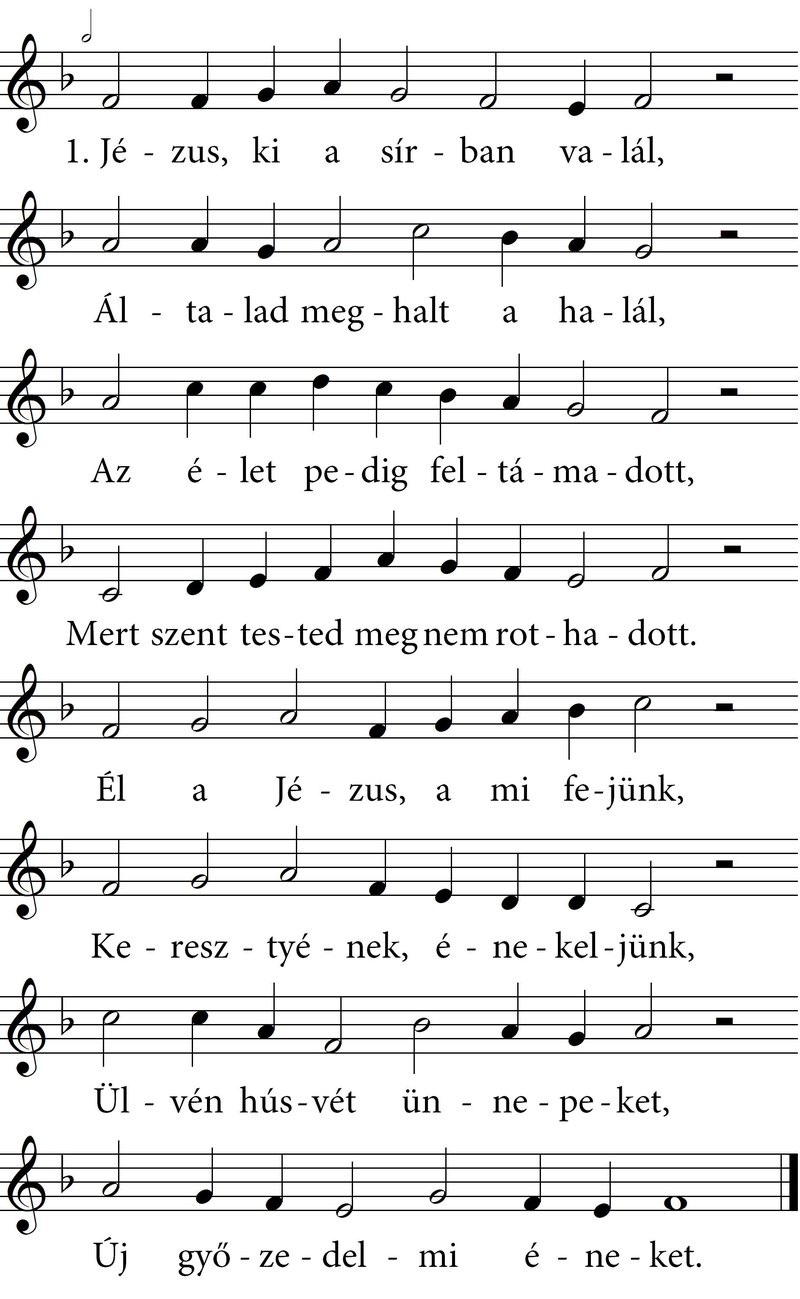 1. Jé - zus, ki a sír - ban va - lál,
Ál - ta - lad meg - halt a ha - lál,
Az é - let pe - dig fel - tá - ma - dott,
Mert szent tes - ted meg nem rot - ha - dott.
Él a Jé - zus, a mi fe - jünk,
Ke - resz - tyé - nek, é - ne - kel - jünk,
Ül - vén hús - vét ün - ne - pe - ket,
Új győ - ze - del - mi é - ne - ket.